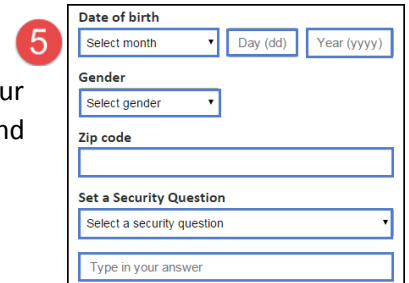 Date of birth
5
Select month Day (dd) Year (yyyy)
Gender
ur
Select gender
nd
Zip code
Set a Security Question
Select a security question
Type in your answer